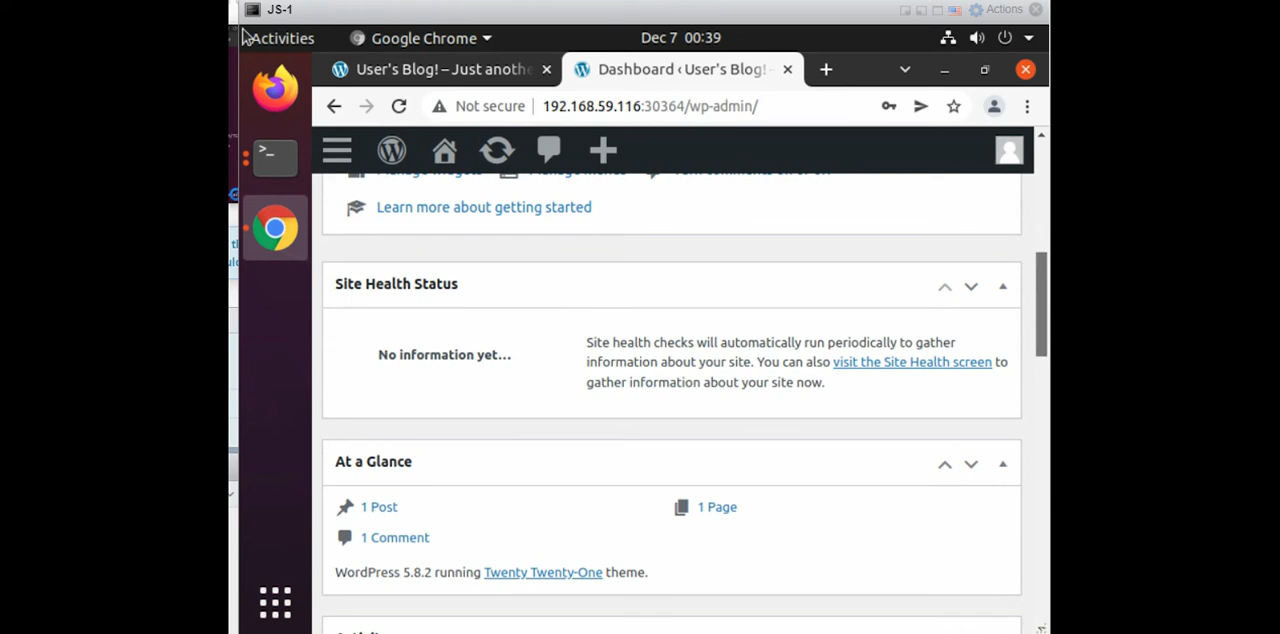 JS-1
Actions
Activities
Google Chrome
Dec 7 00:39
User's Blog! – Just anothe
Dashboard ‹ User's Blog! -
Not secure
192.168.59.116:30364/wp-admin/
Learn more about getting started
Site Health Status
No information yet...
Site health checks will automatically run periodically to gather
information about your site. You can also visit the Site Health screen to
gather information about your site now.
At a Glance
1 Post
1 Page
1 Comment
WordPress 5.8.2 running Twenty Twenty-One theme.